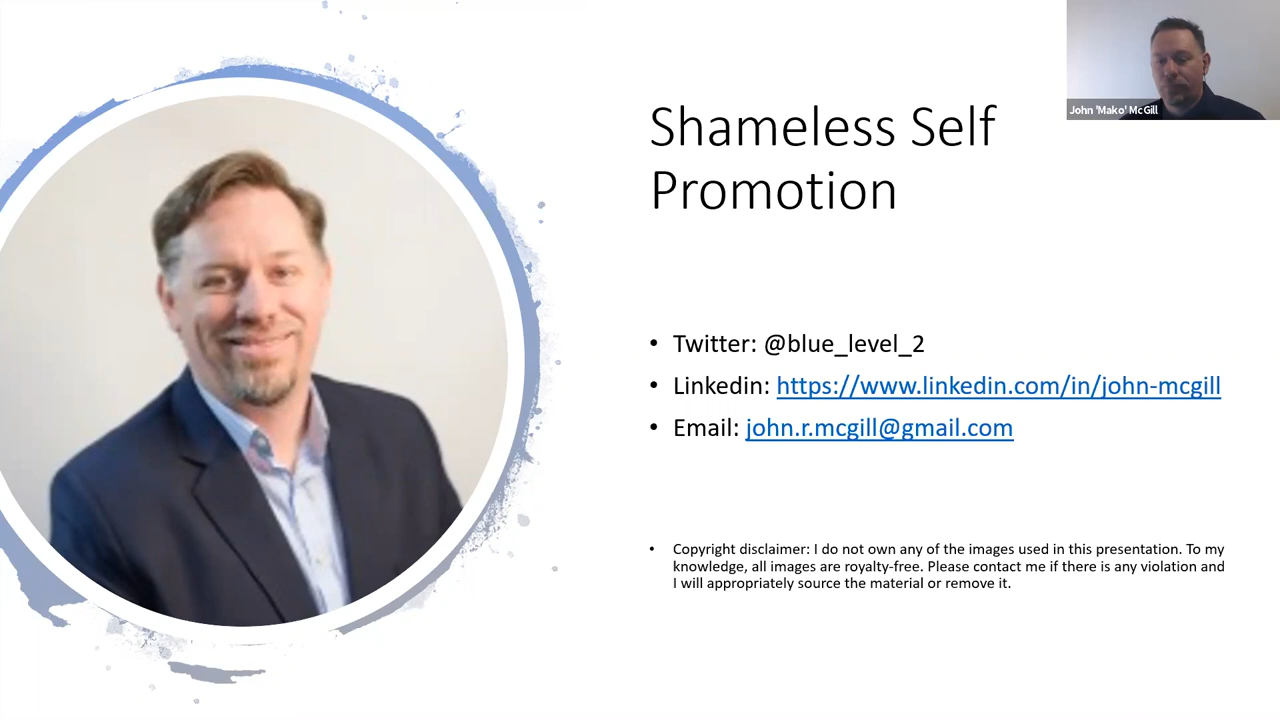 John 'Mako' McGill
Shameless Self
Promotion
• Twitter: @blue_level_2
• Linkedin: https://www.linkedin.com/in/john-mcgill
• Email: john.r.mcgill@gmail.com
• Copyright disclaimer: I do not own any of the images used in this presentation. To my
knowledge, all images are royalty-free. Please contact me if there is any violation and
I will appropriately source the material or remove it.